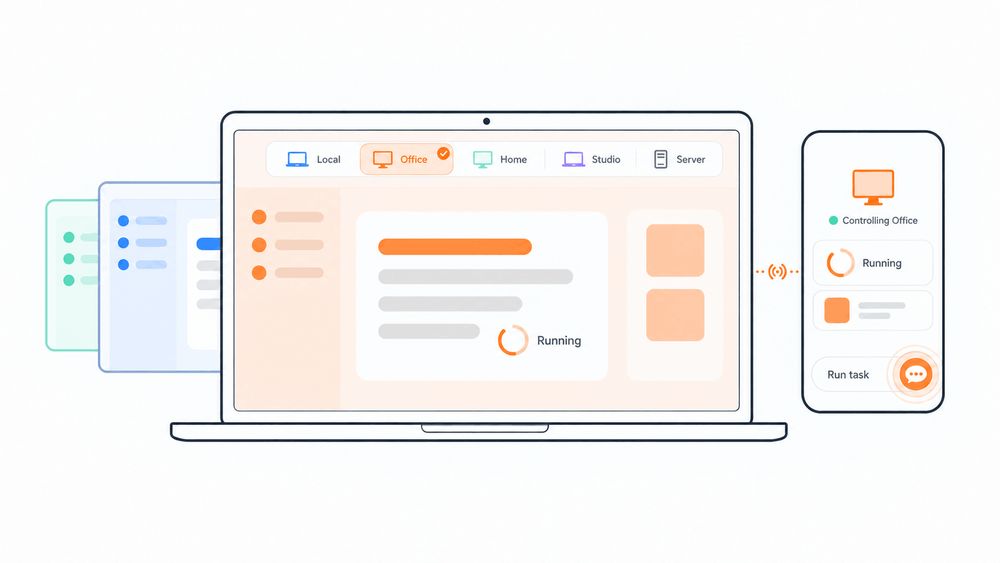 Local
Office
Home
Studio
Server
Running
Controlling Office
Running
Run task